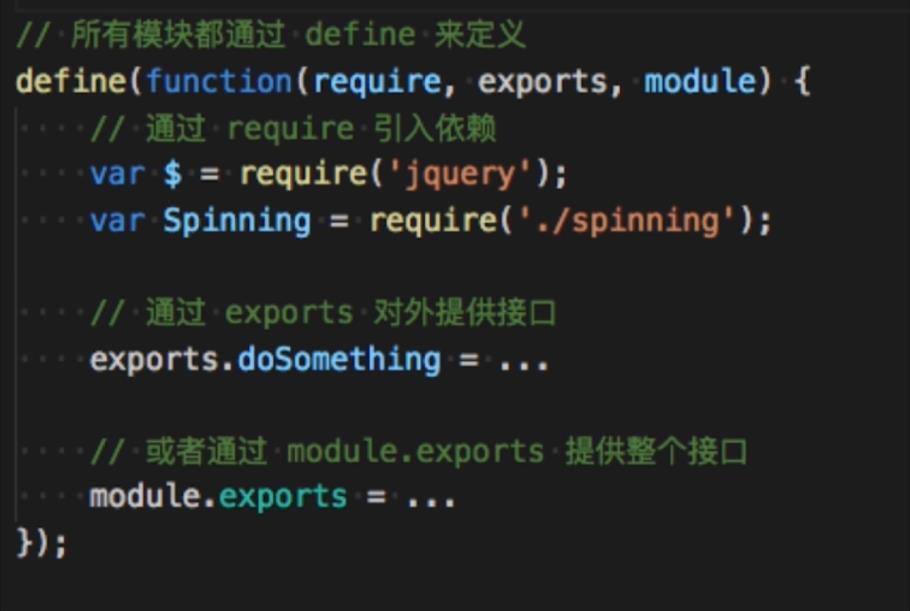 // 所有模块都通过 define 来定义
define(function(require, exports, module) {
    // 通过 require 引入依赖
    var $ = require('jquery');
    var Spinning = require('./spinning');

    // 通过 exports 对外提供接口
    exports.doSomething = ...

    // 或者通过 module.exports 提供整个接口
    module.exports = ...
});